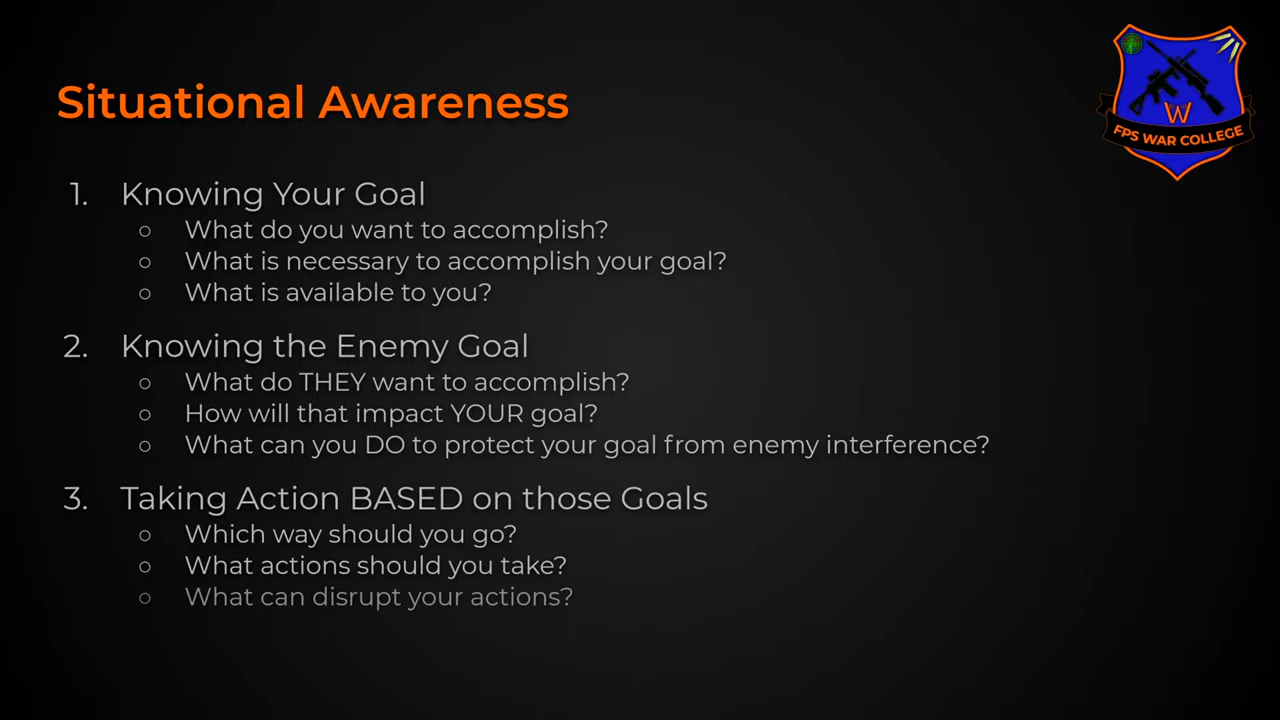 Situational Awareness
W
FPS WAR COLLEGE
1. Knowing Your Goal
○ What do you want to accomplish?
○ What is necessary to accomplish your goal?
○ What is available to you?
2. Knowing the Enemy Goal
○ What do THEY want to accomplish?
○ How will that impact YOUR goal?
○ What can you DO to protect your goal from enemy interference?
3. Taking Action BASED on those Goals
○ Which way should you go?
○ What actions should you take?
○ What can disrupt your actions?